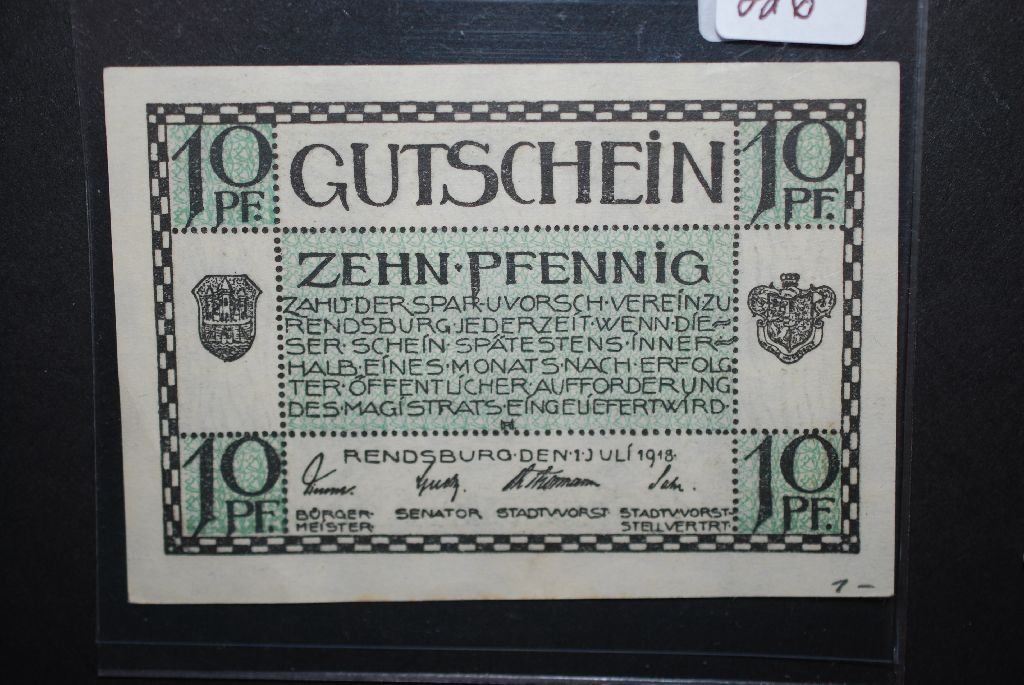 10 PF. GUTSCHEIN 10 PF.
ZEHN·PFENNIG
ZAHLT·DER·SPAR·U·VORSCH·VEREIN·ZU
RENDSBURG·JEDERZEIT·WENN·DIE=
SER·SCHEIN·SPÄTESTENS·INNER=
HALB·EINES·MONATS·NACH·ERFOLG
TER·ÖFFENTLICHER·AUFFORDERUNG
DES·MAGISTRATS·EINGELIEFERT WIRD·
RENDSBURG·DEN·1·JULI 1918·
10 PF. 10 PF.
BÜRGER- SENATOR STADTV.VORST. STADTV.VORST.-
MEISTER STELLVERTRT.
1-